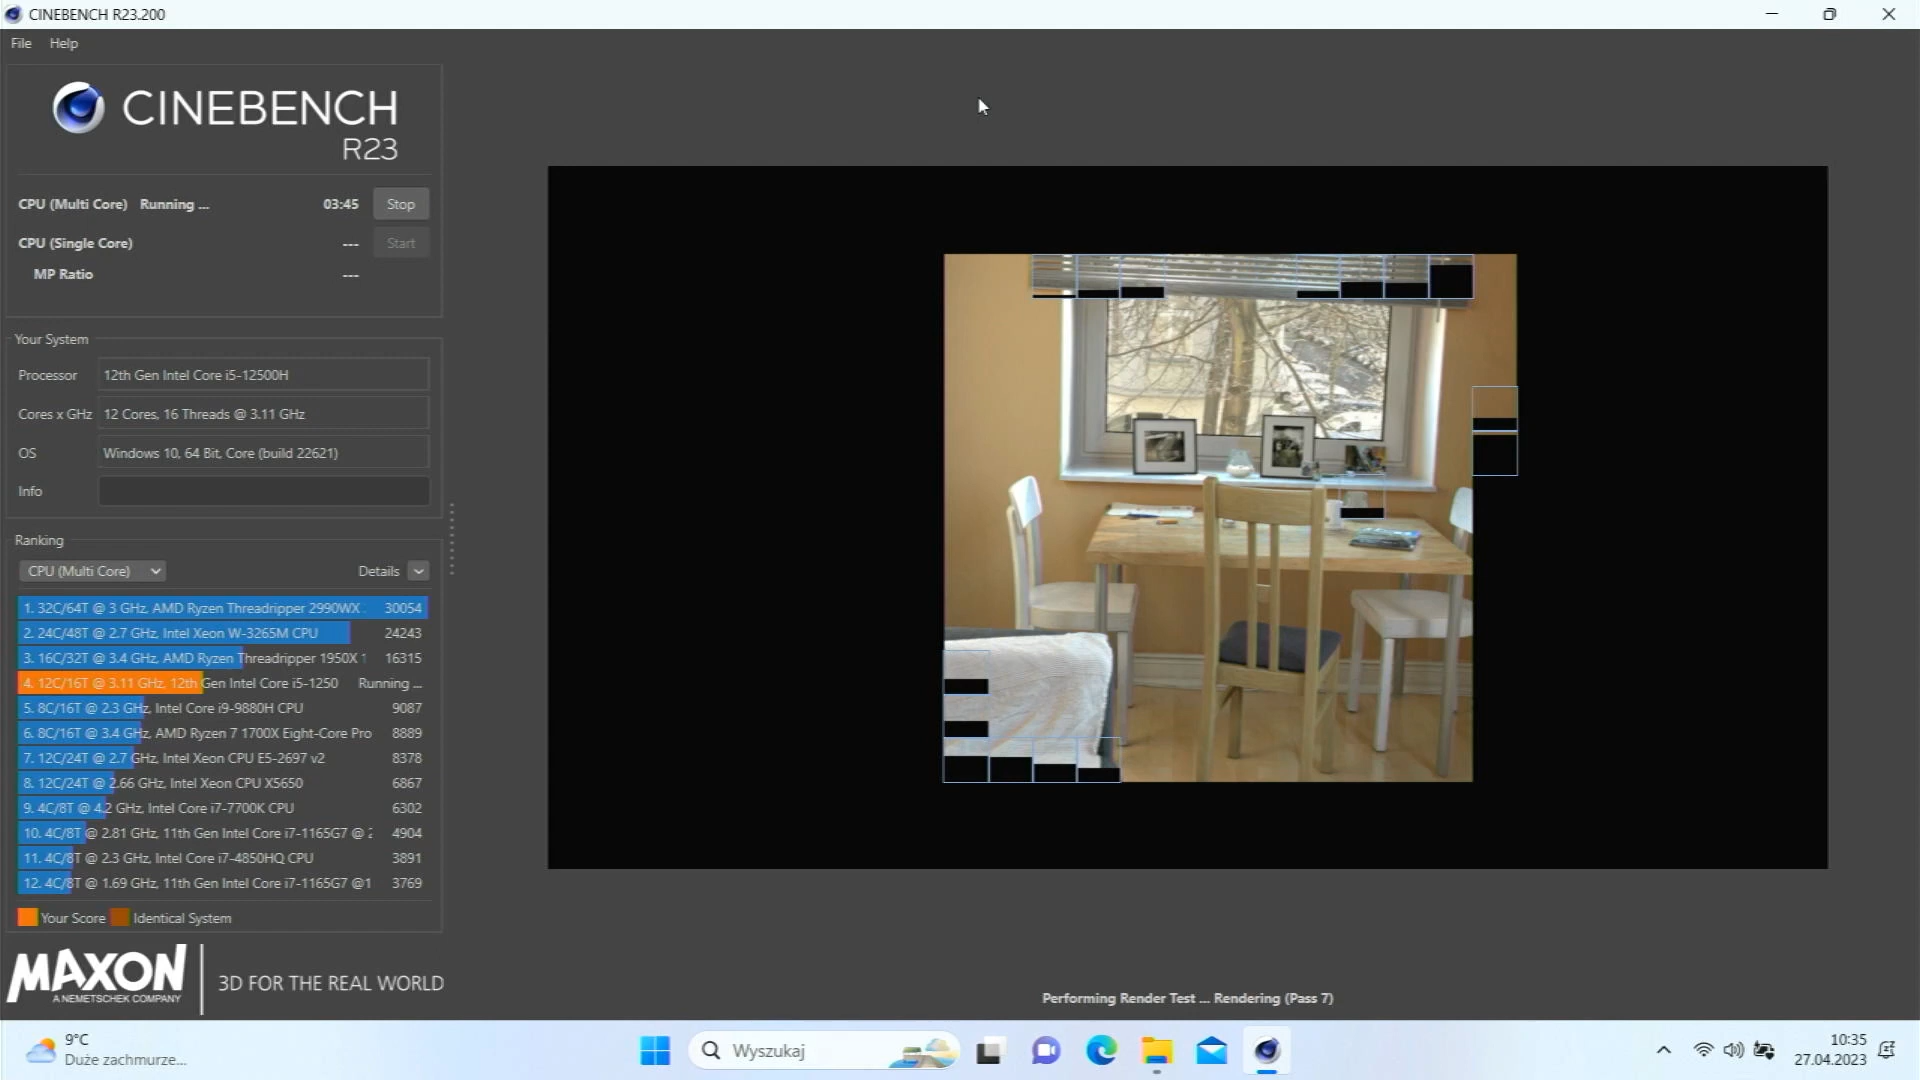 CINEBENCH R23.200
File Help
CINEBENCH
R23
CPU (Multi Core) Running ... 03:45 Stop
CPU (Single Core) --- Start
MP Ratio ---
Your System
Processor 12th Gen Intel Core i5-12500H
Cores x GHz 12 Cores, 16 Threads @ 3.11 GHz
OS Windows 10, 64 Bit, Core (build 22621)
Info
Ranking
CPU (Multi Core) Details
1. 32C/64T @ 3 GHz, AMD Ryzen Threadripper 2990WX 30054
2. 24C/48T @ 2.7 GHz, Intel Xeon W-3265M CPU 24243
3. 16C/32T @ 3.4 GHz, AMD Ryzen Threadripper 1950X 1 16315
4. 12C/16T @ 3.11 GHz, 12th Gen Intel Core i5-1250 Running ...
5. 8C/16T @ 2.3 GHz, Intel Core i9-9880H CPU 9087
6. 8C/16T @ 3.4 GHz, AMD Ryzen 7 1700X Eight-Core Pro 8889
7. 12C/24T @ 2.7 GHz, Intel Xeon CPU E5-2697 v2 8378
8. 12C/24T @ 2.66 GHz, Intel Xeon CPU X5650 6867
9. 4C/8T @ 4.2 GHz, Intel Core i7-7700K CPU 6302
10. 4C/8T @ 2.81 GHz, 11th Gen Intel Core i7-1165G7 @ 2 4904
11. 4C/8T @ 2.3 GHz, Intel Core i7-4850HQ CPU 3891
12. 4C/8T @ 1.69 GHz, 11th Gen Intel Core i7-1165G7 @1 3769
Your Score Identical System
MAXON
A NEMETSCHEK COMPANY
3D FOR THE REAL WORLD
Performing Render Test ... Rendering (Pass 7)
9°C
Duże zachmurze...
Wyszukaj
10:35
27.04.2023